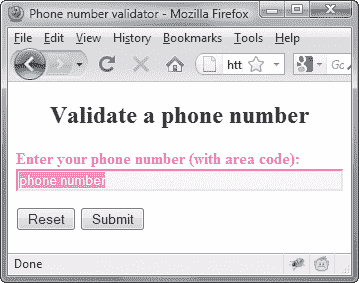 Phone number validator - Mozilla Firefox
File Edit View History Bookmarks Tools Help
htt Gc
Validate a phone number
Enter your phone number (with area code):
phone number
Reset Submit
Done